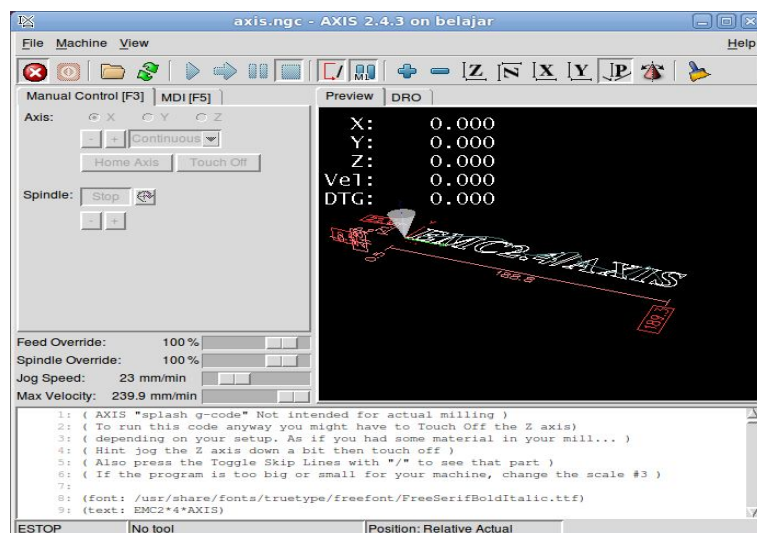 axis.ngc - AXIS 2.4.3 on belajar
File Machine View Help
Z N X Y P
Manual Control [F3] MDI [F5]
Preview DRO
Axis: X Y Z
- + Continuous
Home Axis Touch Off
Spindle: Stop
- +
X: 0.000
Y: 0.000
Z: 0.000
Vel: 0.000
DTG: 0.000
EMC2.4/AXIS
188.8
189.3
Feed Override: 100 %
Spindle Override: 100 %
Jog Speed: 23 mm/min
Max Velocity: 239.9 mm/min
1: ( AXIS "splash g-code" Not intended for actual milling )
2: ( To run this code anyway you might have to Touch Off the Z axis)
3: ( depending on your setup. As if you had some material in your mill... )
4: ( Hint jog the Z axis down a bit then touch off )
5: ( Also press the Toggle Skip Lines with "/" to see that part )
6: ( If the program is too big or small for your machine, change the scale #3 )
7:
8: (font: /usr/share/fonts/truetype/freefont/FreeSerifBoldItalic.ttf)
9: (text: EMC2*4*AXIS)
ESTOP No tool Position: Relative Actual